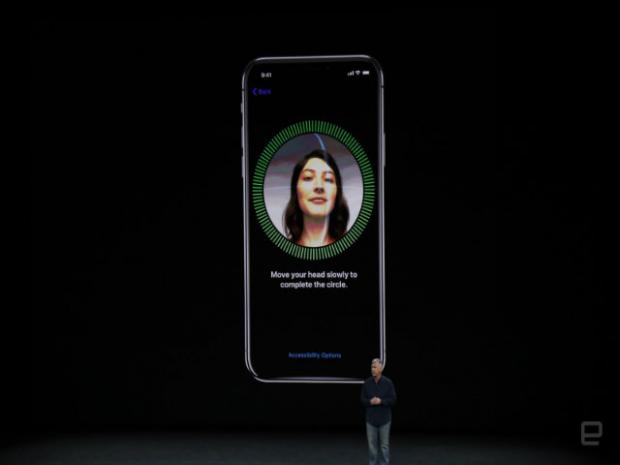 9:41
Back
Move your head slowly to
complete the circle.
Accessibility Options
e